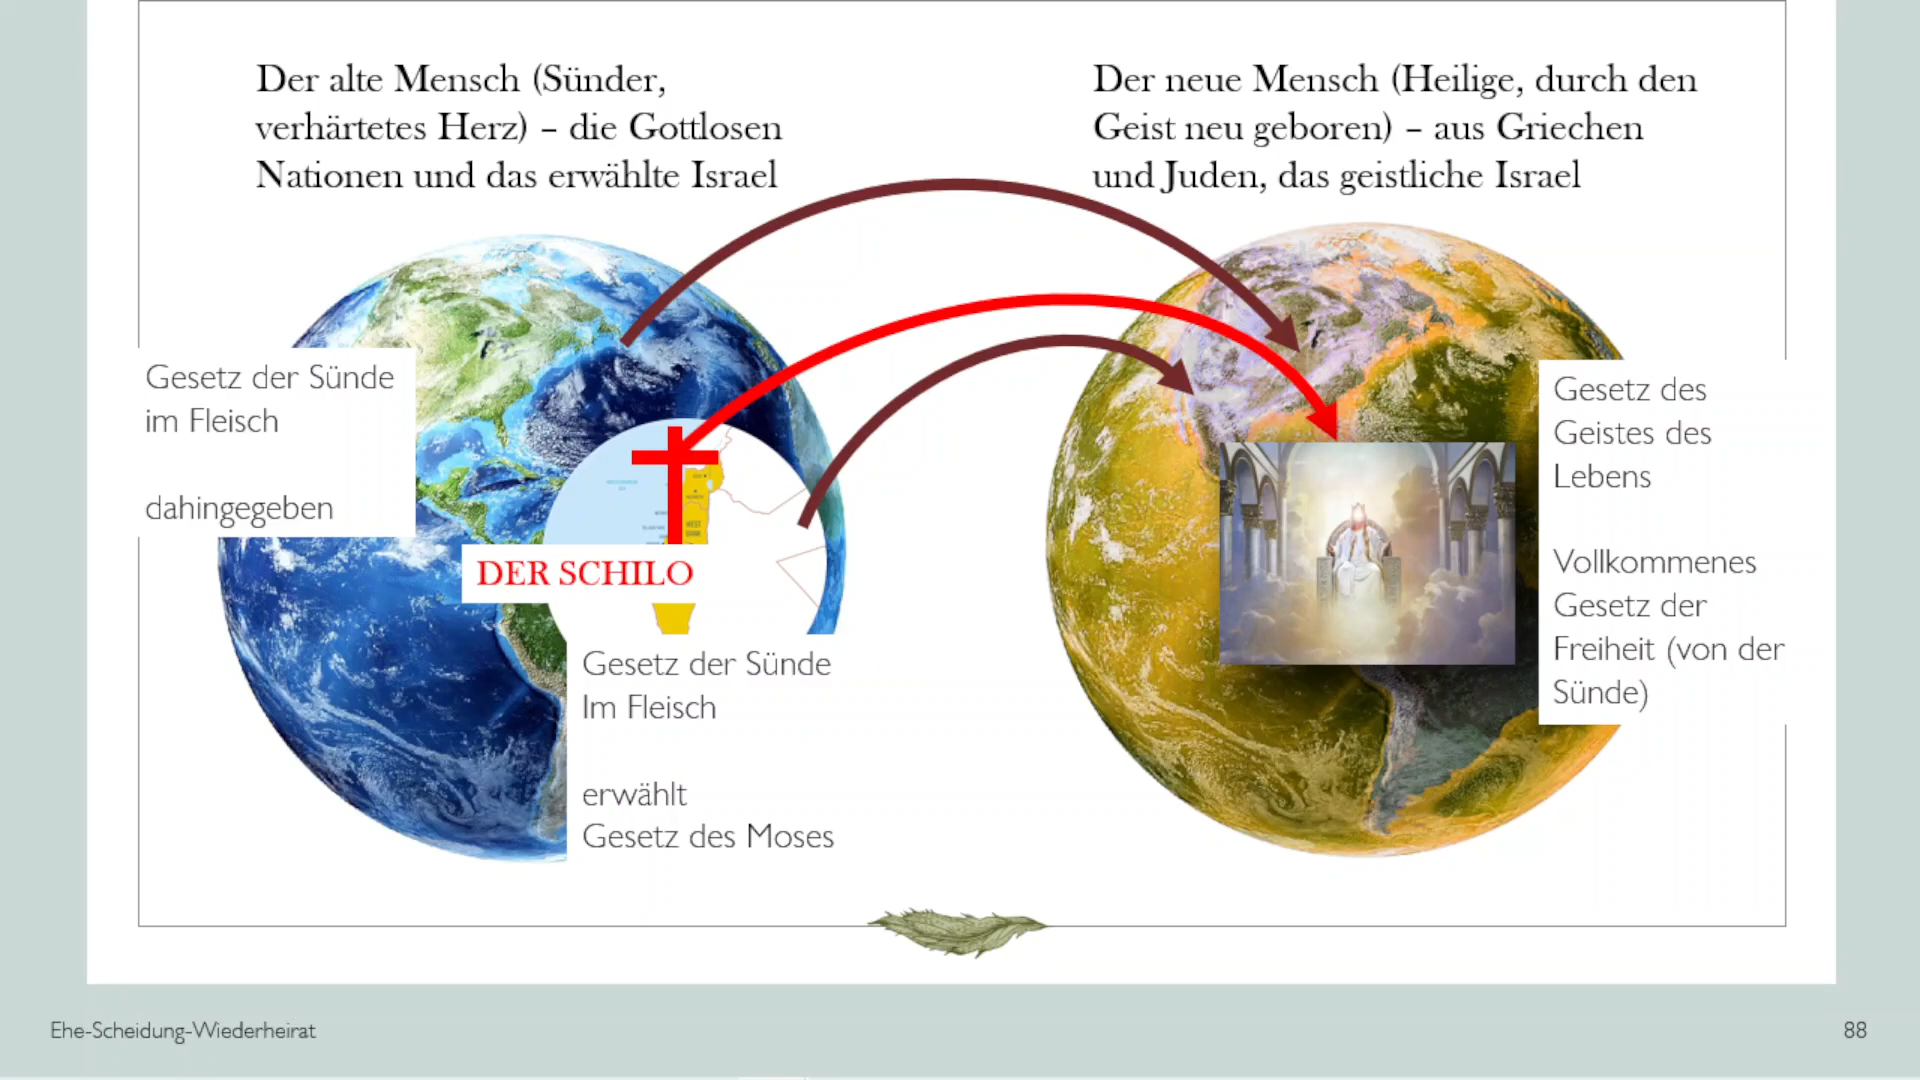 Der alte Mensch (Sünder,
verhärtetes Herz) – die Gottlosen
Nationen und das erwählte Israel
Der neue Mensch (Heilige, durch den
Geist neu geboren) – aus Griechen
und Juden, das geistliche Israel
Gesetz der Sünde
im Fleisch
dahingegeben
DER SCHILO
Gesetz der Sünde
Im Fleisch
erwählt
Gesetz des Moses
Gesetz des
Geistes des
Lebens
Vollkommenes
Gesetz der
Freiheit (von der
Sünde)
Ehe-Scheidung-Wiederheirat
88